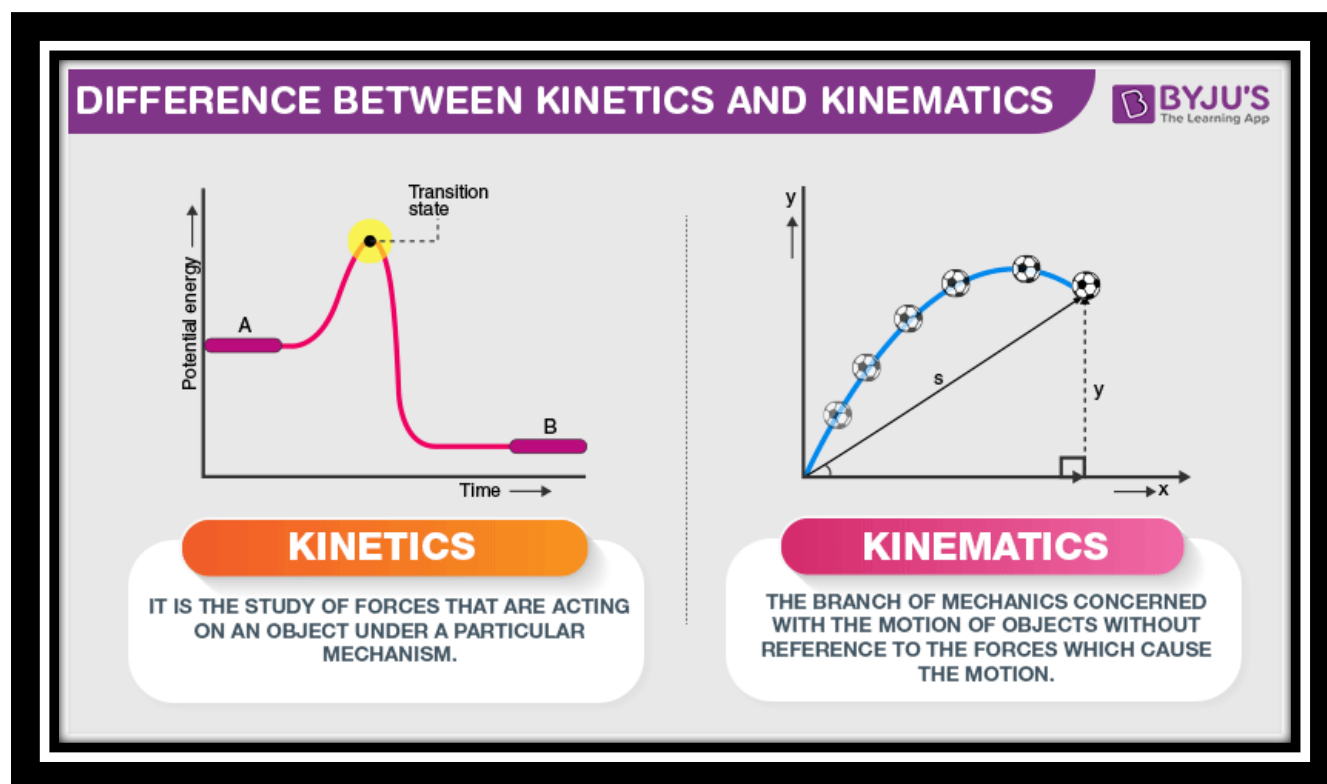 DIFFERENCE BETWEEN KINETICS AND KINEMATICS
BYJU'S
The Learning App
Transition
state
Potential energy
A
B
Time
KINETICS
IT IS THE STUDY OF FORCES THAT ARE ACTING
ON AN OBJECT UNDER A PARTICULAR
MECHANISM.
y
s
y
x
KINEMATICS
THE BRANCH OF MECHANICS CONCERNED
WITH THE MOTION OF OBJECTS WITHOUT
REFERENCE TO THE FORCES WHICH CAUSE
THE MOTION.